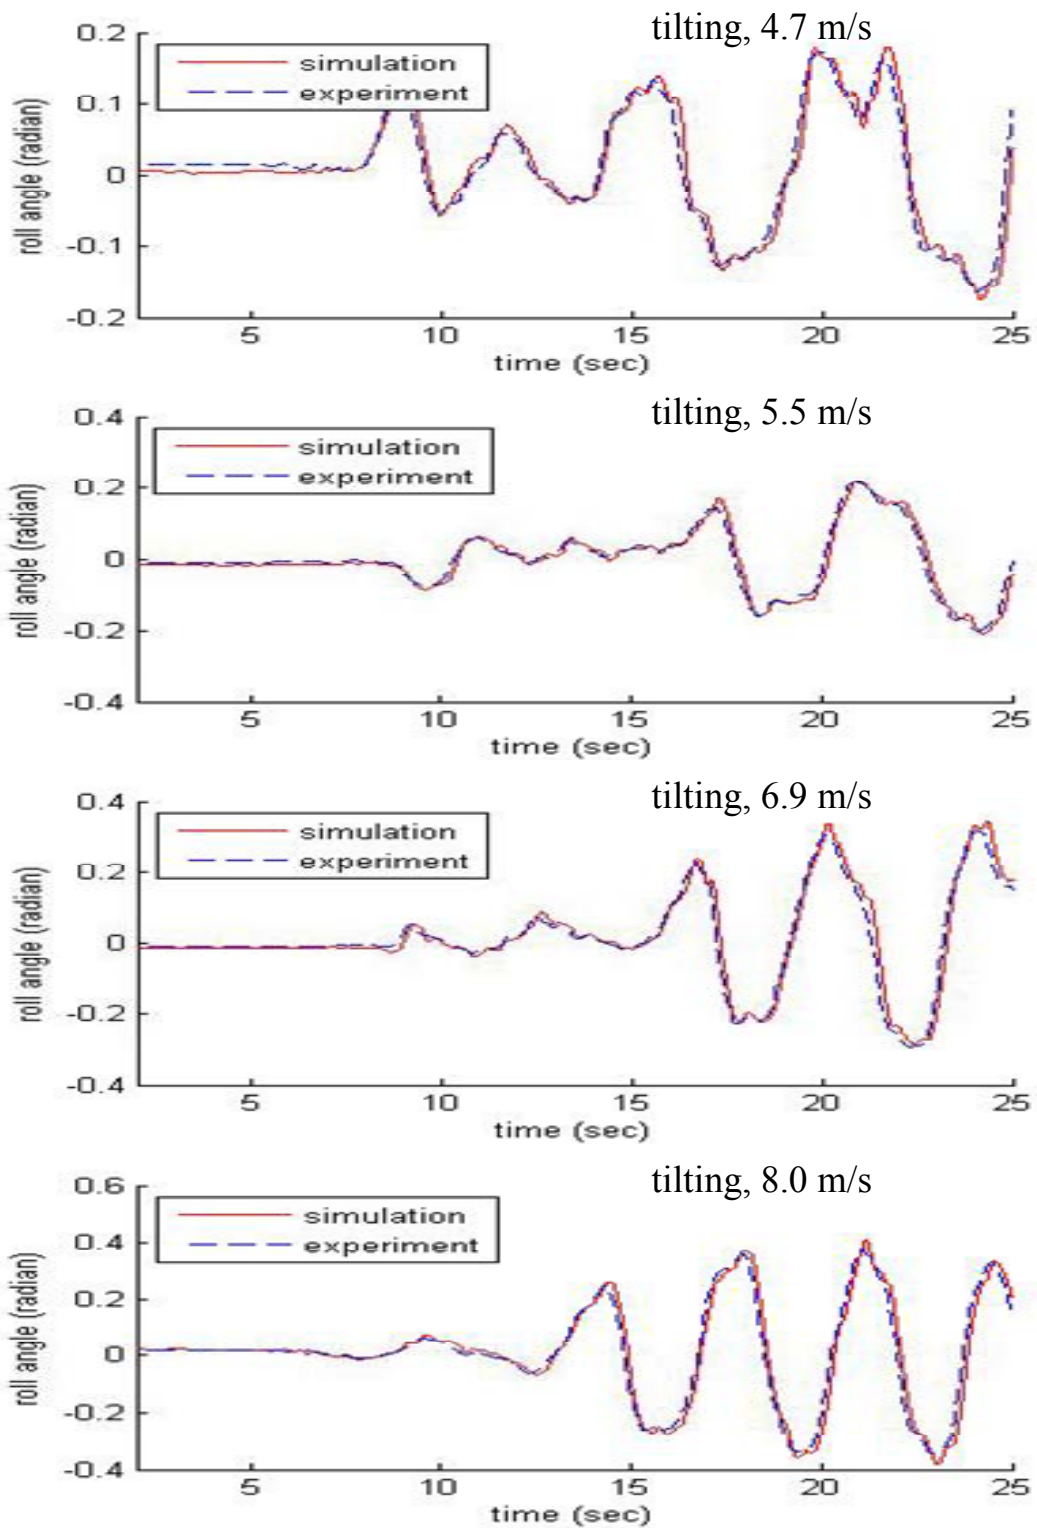 tilting, 4.7 m/s
0.2
simulation
experiment
0.1
0
-0.1
-0.2
roll angle (radian)
5 10 15 20 25
time (sec)
tilting, 5.5 m/s
0.4
simulation
experiment
0.2
0
-0.2
-0.4
roll angle (radian)
5 10 15 20 25
time (sec)
tilting, 6.9 m/s
0.4
simulation
experiment
0.2
0
-0.2
-0.4
roll angle (radian)
5 10 15 20 25
time (sec)
tilting, 8.0 m/s
0.6
simulation
experiment
0.4
0.2
0
-0.2
-0.4
roll angle (radian)
5 10 15 20 25
time (sec)